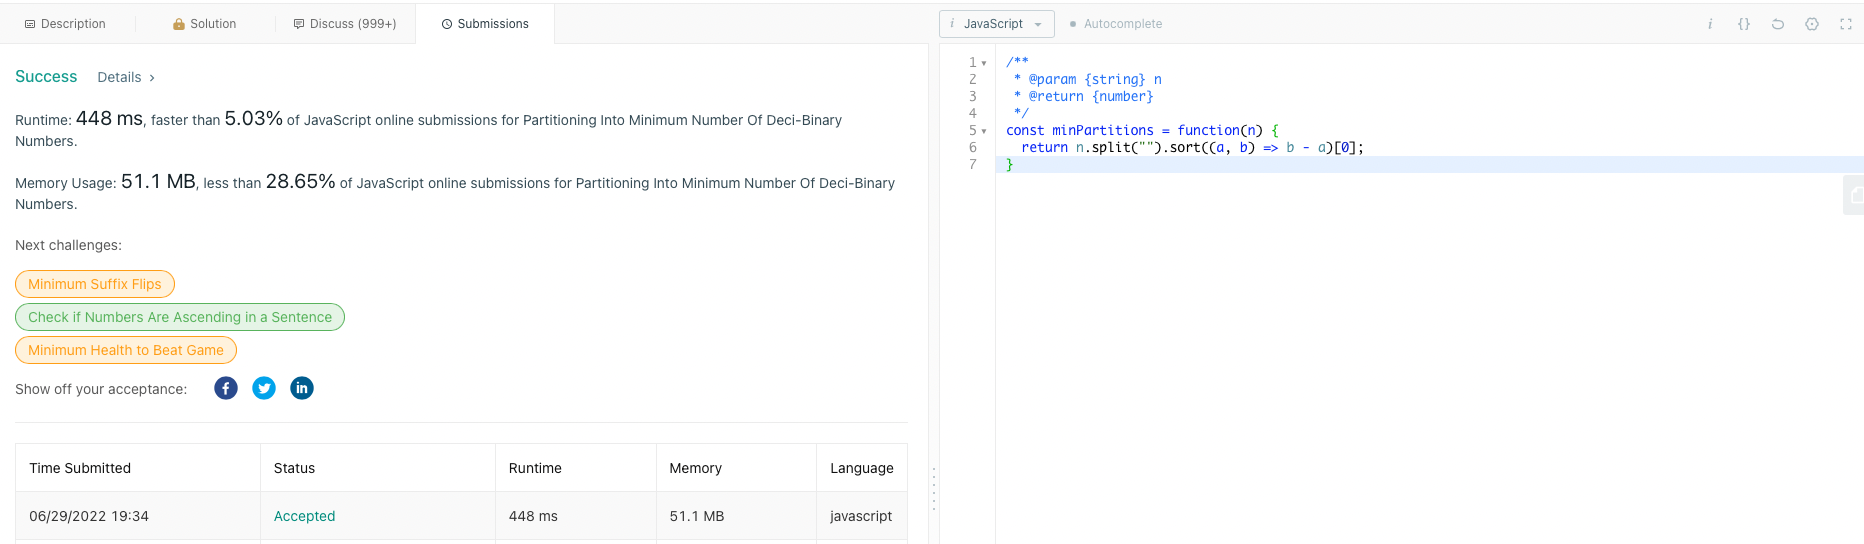 Description
Solution
Discuss (999+)
Submissions
Success Details >
Runtime: 448 ms, faster than 5.03% of JavaScript online submissions for Partitioning Into Minimum Number Of Deci-Binary
Numbers.
Memory Usage: 51.1 MB, less than 28.65% of JavaScript online submissions for Partitioning Into Minimum Number Of Deci-Binary
Numbers.
Next challenges:
Minimum Suffix Flips
Check if Numbers Are Ascending in a Sentence
Minimum Health to Beat Game
Show off your acceptance: f in
Time Submitted Status Runtime Memory Language
06/29/2022 19:34 Accepted 448 ms 51.1 MB javascript
i JavaScript Autocomplete i {}
1 /**
2 * @param {string} n
3 * @return {number}
4 */
5 const minPartitions = function(n) {
6 return n.split("").sort((a, b) => b - a)[0];
7 }